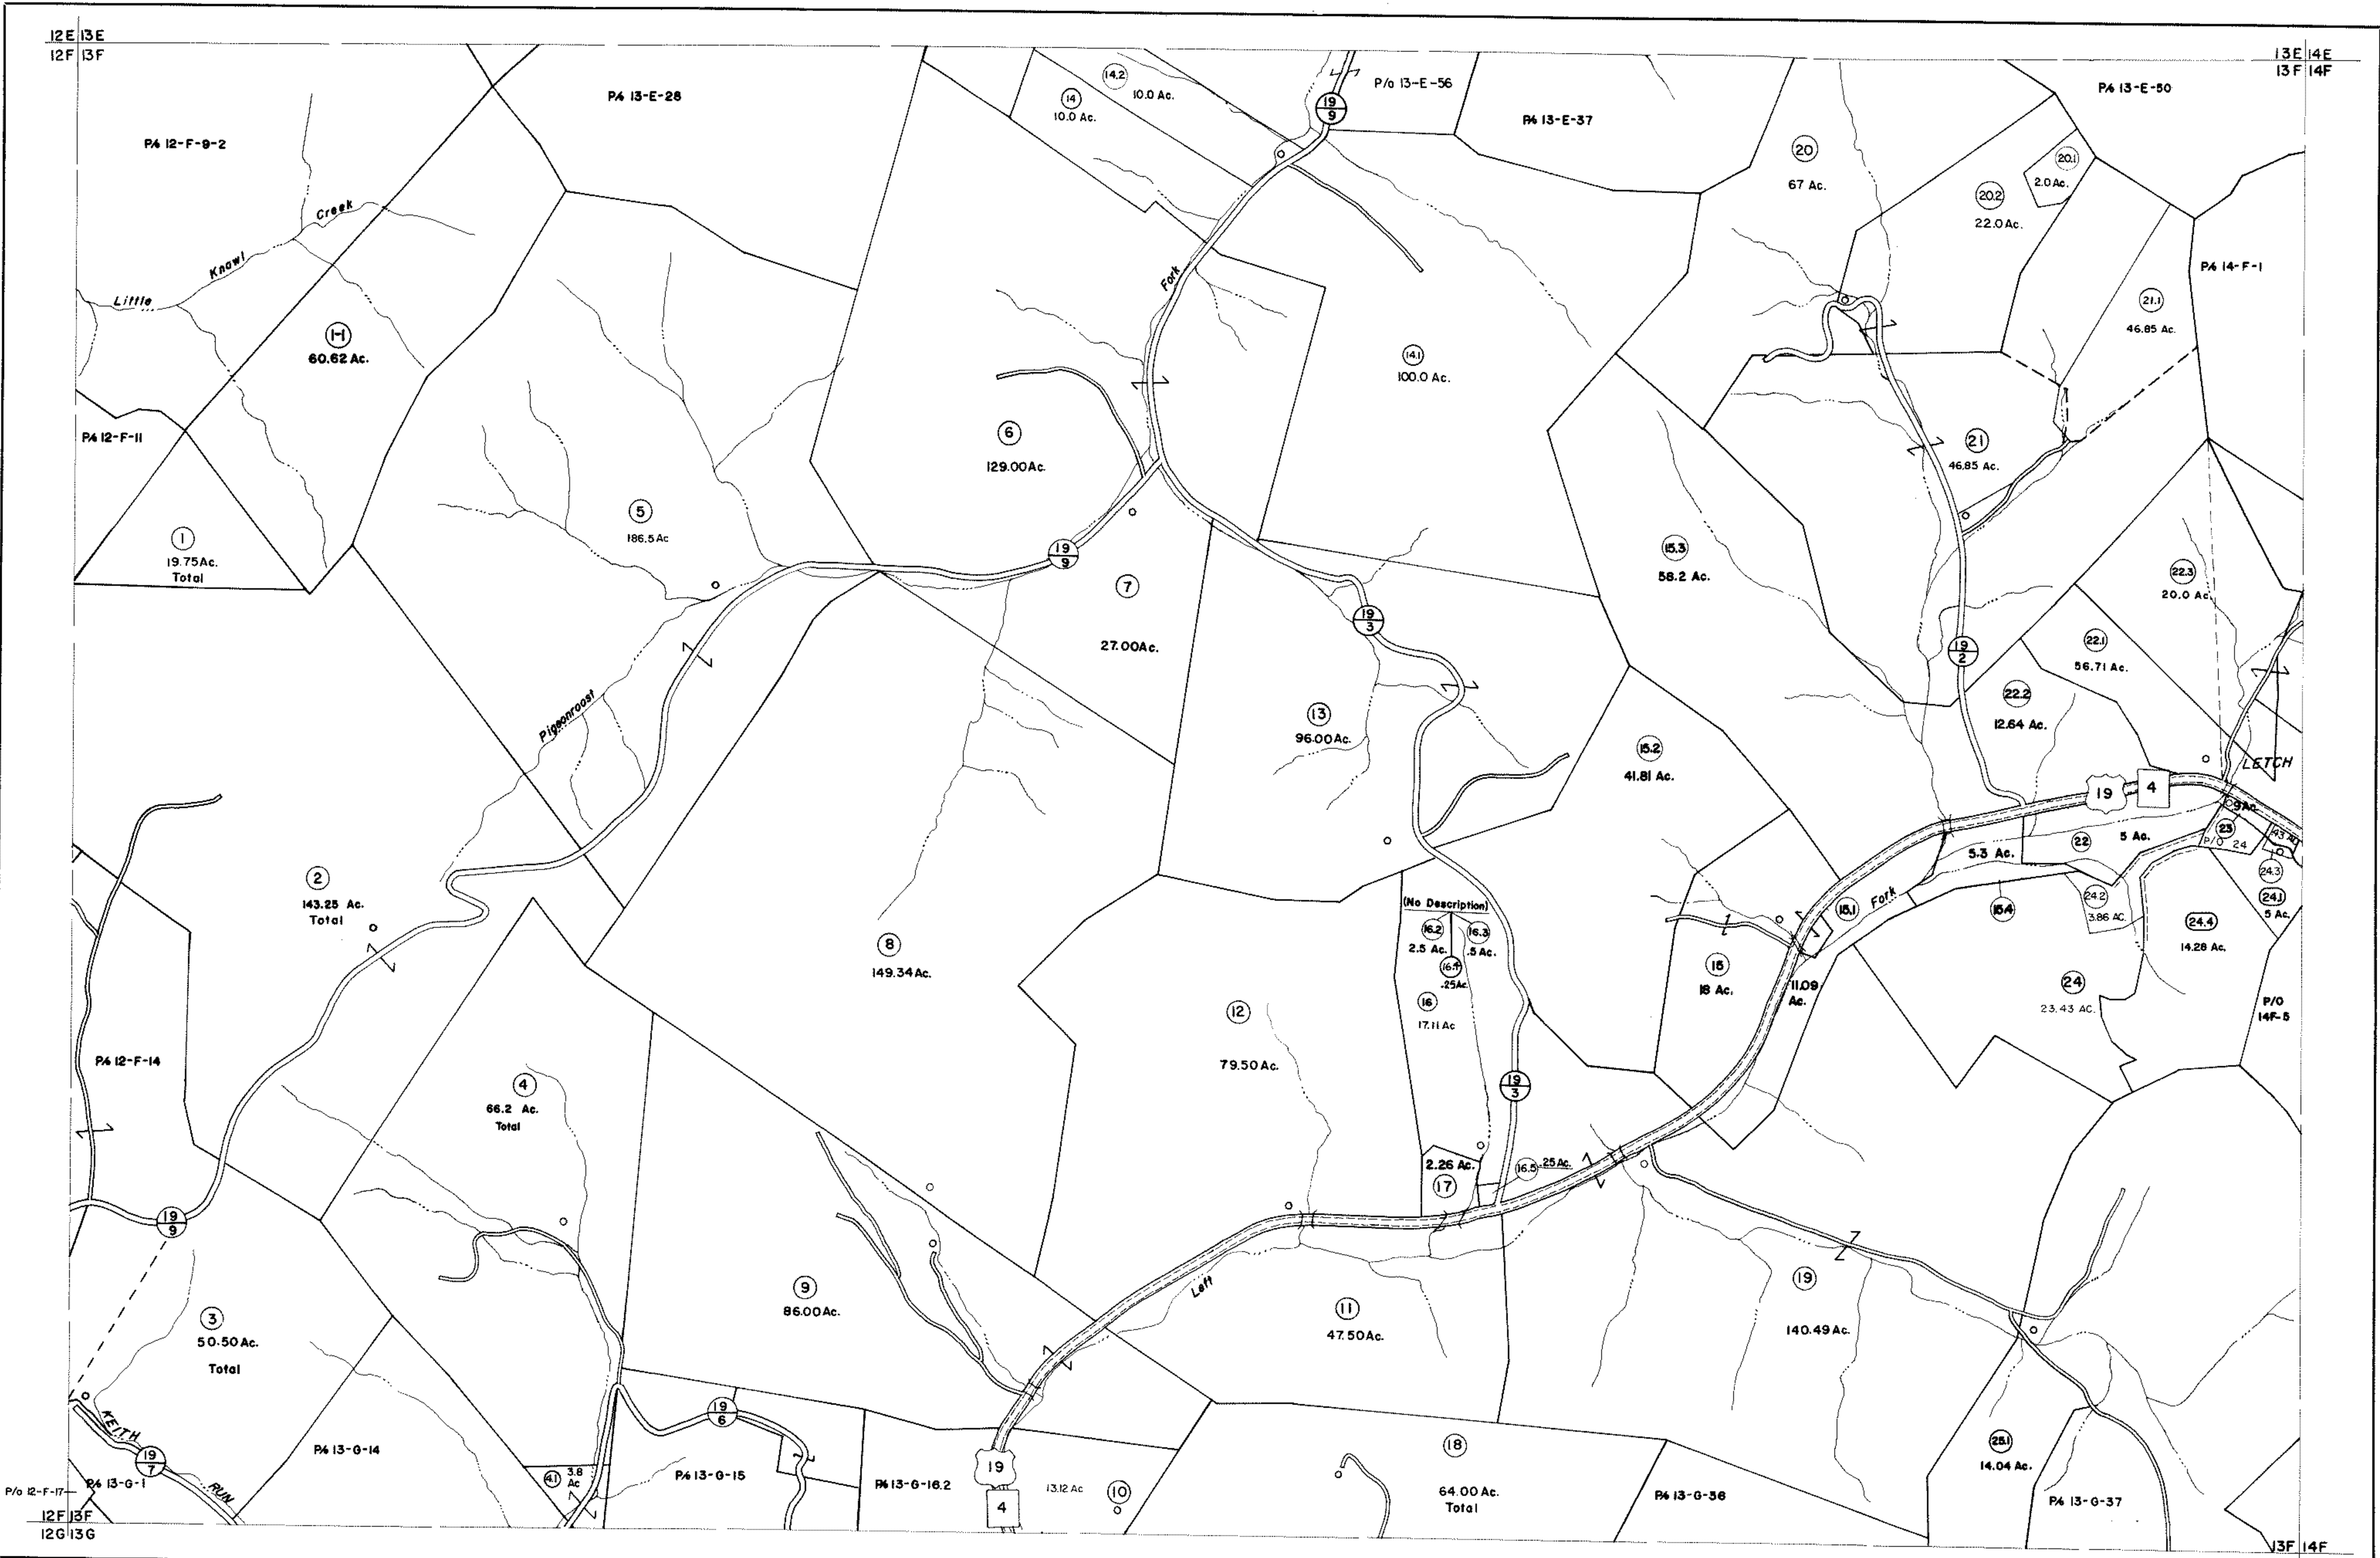 12E 13E
12F 13F
13E 14E
13F 14F
P/o 12-F-9-2
P/o 13-E-28
14
10.0 Ac.
14.2
10.0 Ac.
19
9
P/o 13-E-56
P/o 13-E-37
20
67 Ac.
P/o 13-E-50
20.1
2.0 Ac.
20.2
22.0 Ac.
P/o 14-F-1
21.1
46.85 Ac.
Little Knawl Creek
1-1
60.62 Ac.
Fork
14.1
100.0 Ac.
P/o 12-F-11
6
129.00 Ac.
21
46.85 Ac.
1
19.75 Ac.
Total
5
186.5 Ac
19
9
7
27.00 Ac.
19
3
15.3
58.2 Ac.
22.3
20.0 Ac.
19
2
22.1
56.71 Ac.
22.2
12.64 Ac.
Pigeonroost
13
96.00 Ac.
15.2
41.81 Ac.
LETCH
19
4
.9 Ac.
23
P/O 24
.43 Ac
22
5 Ac.
5.3 Ac.
24.3
24.1
5 Ac.
2
143.25 Ac.
Total
8
149.34 Ac.
(No Description)
16.2
2.5 Ac.
16.3
.5 Ac.
16.4
.25 Ac
16
17.11 Ac
15
18 Ac.
15.1
Fork
15.4
24.2
3.86 AC.
24.4
14.28 Ac.
11.09
Ac.
24
23.43 AC.
P/O
14F-5
P/o 12-F-14
4
66.2 Ac.
Total
12
79.50 Ac.
19
3
2.26 Ac.
17
16.5
.25 Ac.
19
9
3
50.50 Ac.
Total
9
86.00 Ac.
Left
11
47.50 Ac.
19
140.49 Ac.
KEITH RUN
19
7
P/o 13-G-14
P/o 12-F-17
P/o 13-G-1
4.1
3.8
Ac
19
6
P/o 13-G-15
P/o 13-G-16.2
19
4
13.12 Ac
10
18
64.00 Ac.
Total
P/o 13-G-36
25.1
14.04 Ac.
P/o 13-G-37
12F 13F
12G 13G
13F 14F